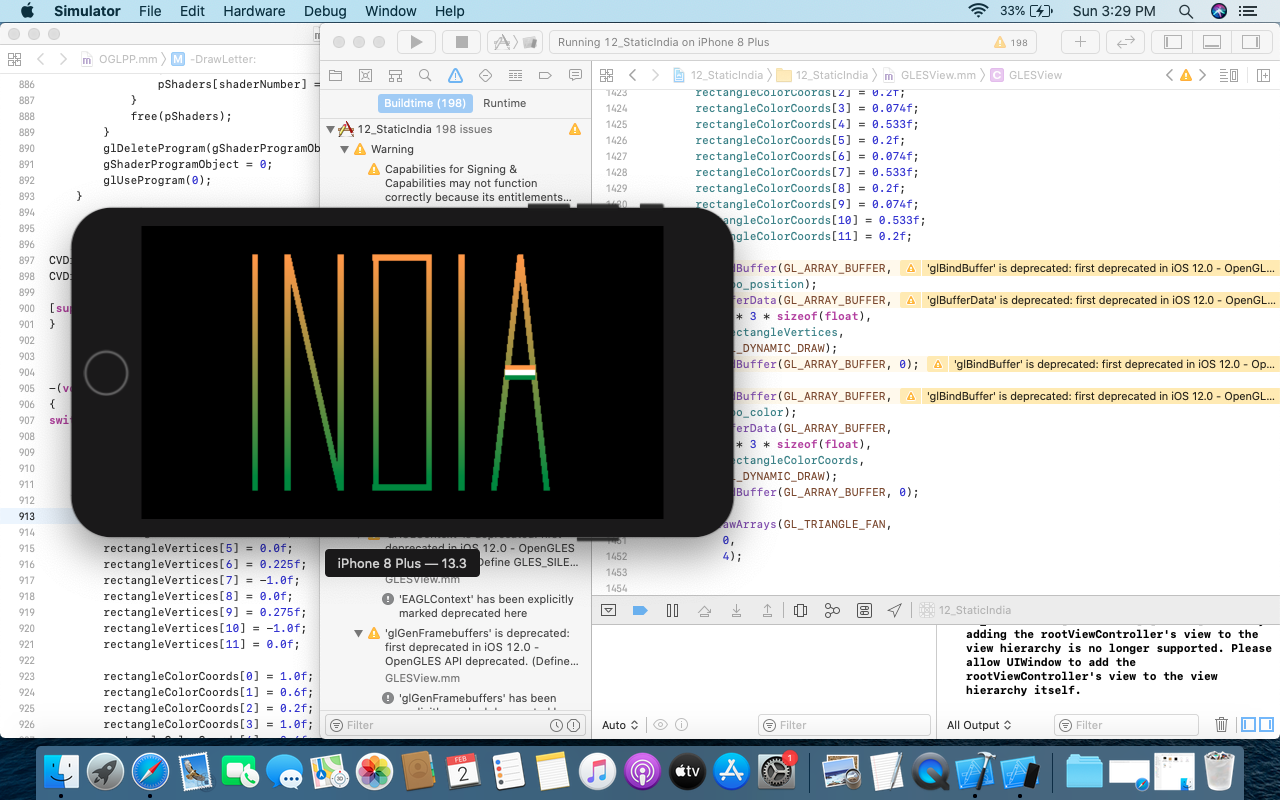 Simulator File Edit Hardware Debug Window Help 33% Sun 3:29 PM
OGLPP.mm M -DrawLetter:
886 pShaders[shaderNumber] =
887 }
888 free(pShaders);
889 }
890 glDeleteProgram(gShaderProgramOb
891 gShaderProgramObject = 0;
892 glUseProgram(0);
893 }
894
895
896
897 CVD
898 CVD
899
900 [su
901 }
902
903
904
905 -(v
906 {
907 swi
908
909
910
911
912
913
914
915 rectangleVertices[5] = 0.0f;
916 rectangleVertices[6] = 0.225f;
917 rectangleVertices[7] = -1.0f;
918 rectangleVertices[8] = 0.0f;
919 rectangleVertices[9] = 0.275f;
920 rectangleVertices[10] = -1.0f;
921 rectangleVertices[11] = 0.0f;
922
923 rectangleColorCoords[0] = 1.0f;
924 rectangleColorCoords[1] = 0.6f;
925 rectangleColorCoords[2] = 0.2f;
926 rectangleColorCoords[3] = 1.0f;
INDIA
iPhone 8 Plus — 13.3
Running 12_StaticIndia on iPhone 8 Plus 198
Buildtime (198) Runtime
12_StaticIndia 198 issues
Warning
Capabilities for Signing &
Capabilities may not function
correctly because its entitlements...
deprecated in iOS 12.0 - OpenGLES
Define GLES_SILE...
GLESView.mm
'EAGLContext' has been explicitly
marked deprecated here
'glGenFramebuffers' is deprecated:
first deprecated in iOS 12.0 -
OpenGLES API deprecated. (Define...
GLESView.mm
'glGenFramebuffers' has been
Filter
12_StaticIndia 12_StaticIndia GLESView.mm C GLESView
1423 rectangleColorCoords[2] = 0.2f;
1424 rectangleColorCoords[3] = 0.074f;
1425 rectangleColorCoords[4] = 0.533f;
1426 rectangleColorCoords[5] = 0.2f;
1427 rectangleColorCoords[6] = 0.074f;
1428 rectangleColorCoords[7] = 0.533f;
1429 rectangleColorCoords[8] = 0.2f;
1430 rectangleColorCoords[9] = 0.074f;
ngleColorCoords[10] = 0.533f;
ngleColorCoords[11] = 0.2f;
dBuffer(GL_ARRAY_BUFFER, 'glBindBuffer' is deprecated: first deprecated in iOS 12.0 - OpenGL...
bo_position);
ferData(GL_ARRAY_BUFFER, 'glBufferData' is deprecated: first deprecated in iOS 12.0 - OpenGL...
* 3 * sizeof(float),
ectangleVertices,
L_DYNAMIC_DRAW);
dBuffer(GL_ARRAY_BUFFER, 0); 'glBindBuffer' is deprecated: first deprecated in iOS 12.0 - Op...
dBuffer(GL_ARRAY_BUFFER, 'glBindBuffer' is deprecated: first deprecated in iOS 12.0 - OpenGL...
bo_color);
ferData(GL_ARRAY_BUFFER,
* 3 * sizeof(float),
ectangleColorCoords,
L_DYNAMIC_DRAW);
dBuffer(GL_ARRAY_BUFFER, 0);
awArrays(GL_TRIANGLE_FAN,
1451 0,
1452 4);
1453
1454
12_StaticIndia
adding the rootViewController's view to the
view hierarchy is no longer supported. Please
allow UIWindow to add the
rootViewController's view to the view
hierarchy itself.
Auto Filter All Output Filter
FEB
2
tv
1